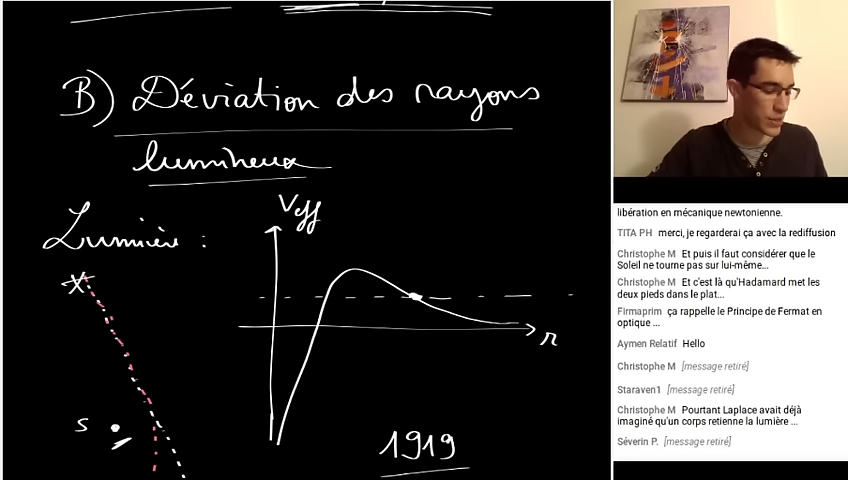 B) Déviation des rayons
lumineux
Lumière :
Veff
r
S
1919
libération en mécanique newtonienne.
TITA PH merci, je regarderai ça avec la rediffusion
Christophe M Et puis il faut considérer que le
Soleil ne tourne pas sur lui-même...
Christophe M Et c'est là qu'Hadamard met les
deux pieds dans le plat...
Firmaprim ça rappelle le Principe de Fermat en
optique ...
Aymen Relatif Hello
Christophe M [message retiré]
Staraven1 [message retiré]
Christophe M Pourtant Laplace avait déjà
imaginé qu'un corps retienne la lumière ...
Séverin P. [message retiré]